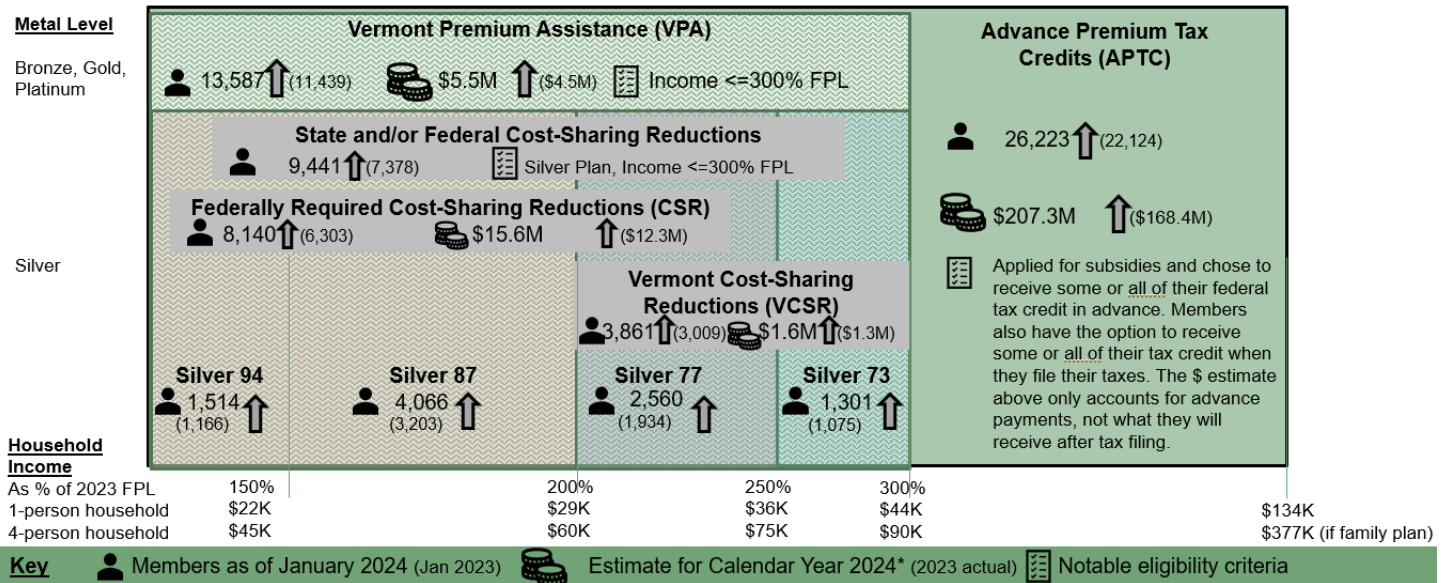 Metal Level
Bronze, Gold,
Platinum
Vermont Premium Assistance (VPA)
13,587 (11,439) $5.5M ($4.5M) Income <=300% FPL
State and/or Federal Cost-Sharing Reductions
9,441 (7,378) Silver Plan, Income <=300% FPL
Federally Required Cost-Sharing Reductions (CSR)
8,140 (6,303) $15.6M ($12.3M)
Silver
Vermont Cost-Sharing
Reductions (VCSR)
3,861 (3,009) $1.6M ($1.3M)
Silver 94
1,514
(1,166)
Silver 87
4,066
(3,203)
Silver 77
2,560
(1,934)
Silver 73
1,301
(1,075)
Advance Premium Tax
Credits (APTC)
26,223 (22,124)
$207.3M ($168.4M)
Applied for subsidies and chose to
receive some or all of their federal
tax credit in advance. Members
also have the option to receive
some or all of their tax credit when
they file their taxes. The $ estimate
above only accounts for advance
payments, not what they will
receive after tax filing.
Household
Income
As % of 2023 FPL 150% 200% 250% 300%
1-person household $22K $29K $36K $44K $134K
4-person household $45K $60K $75K $90K $377K (if family plan)
Key Members as of January 2024 (Jan 2023) Estimate for Calendar Year 2024* (2023 actual) Notable eligibility criteria